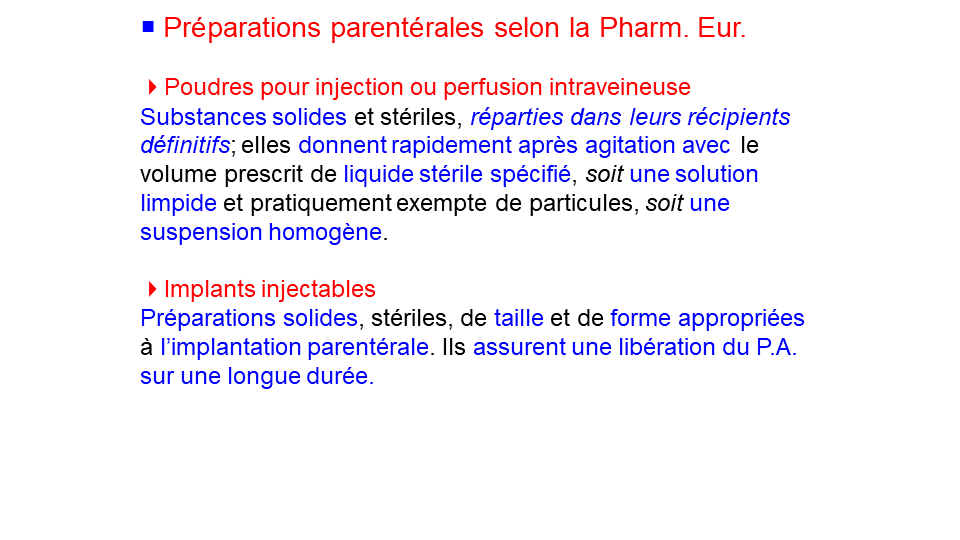 Préparations parentérales selon la Pharm. Eur.
Poudres pour injection ou perfusion intraveineuse
Substances solides et stériles, réparties dans leurs récipients
définitifs; elles donnent rapidement après agitation avec le
volume prescrit de liquide stérile spécifié, soit une solution
limpide et pratiquement exempte de particules, soit une
suspension homogène.
Implants injectables
Préparations solides, stériles, de taille et de forme appropriées
à l’implantation parentérale. Ils assurent une libération du P.A.
sur une longue durée.